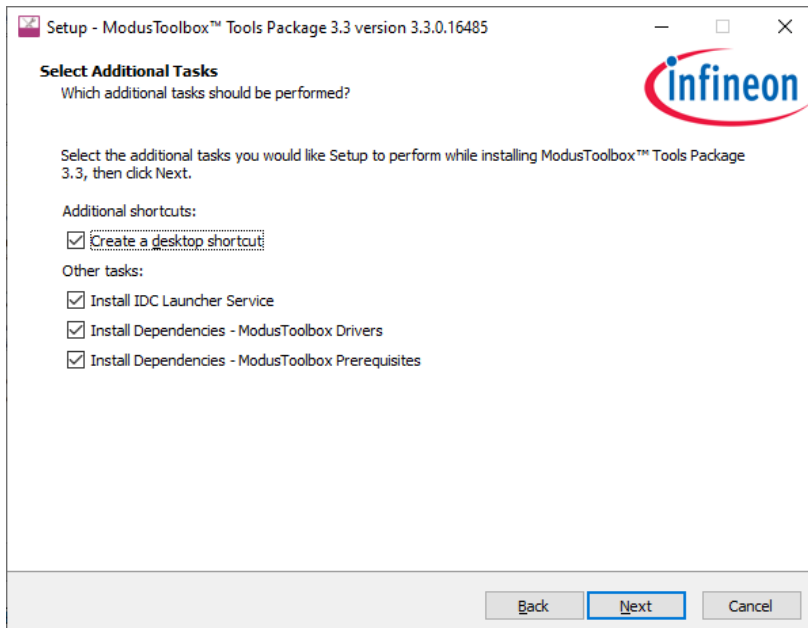 Setup - ModusToolbox™ Tools Package 3.3 version 3.3.0.16485
Select Additional Tasks
Which additional tasks should be performed?
infineon
Select the additional tasks you would like Setup to perform while installing ModusToolbox™ Tools Package
3.3, then click Next.
Additional shortcuts:
Create a desktop shortcut
Other tasks:
Install IDC Launcher Service
Install Dependencies - ModusToolbox Drivers
Install Dependencies - ModusToolbox Prerequisites
Back Next Cancel